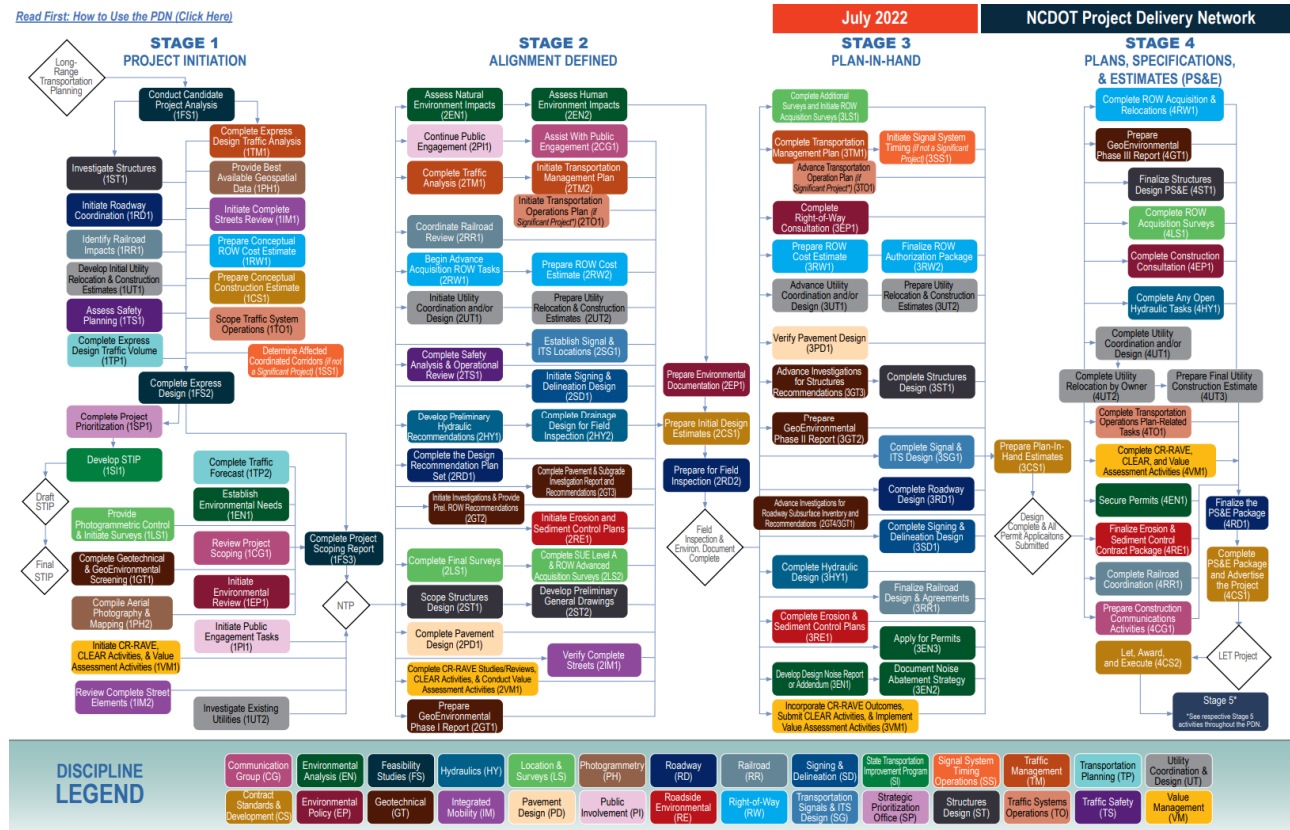 Read First: How to Use the PDN (Click Here)
July 2022
NCDOT Project Delivery Network
STAGE 1
PROJECT INITIATION
Long-
Range
Transportation
Planning
Conduct Candidate
Project Analysis
(1FS1)
Complete Express
Design Traffic Analysis
(1TM1)
Investigate Structures
(1ST1)
Provide Best
Available Geospatial
Data (1PH1)
Initiate Roadway
Coordination (1RD1)
Initiate Complete
Streets Review (1IM1)
Identify Railroad
Impacts (1RR1)
Prepare Conceptual
ROW Cost Estimate
(1RW1)
Develop Initial Utility
Relocation & Construction
Estimates (1UT1)
Prepare Conceptual
Construction Estimate
(1CS1)
Assess Safety
Planning (1TS1)
Scope Traffic System
Operations (1TO1)
Complete Express
Design Traffic Volume
(1TP1)
Determine Affected
Coordinated Corridors (if not
a Significant Project) (1SS1)
Complete Express
Design (1FS2)
Complete Project
Prioritization (1SP1)
Develop STIP
(1SI1)
Complete Traffic
Forecast (1TP2)
Draft
STIP
Establish
Environmental Needs
(1EN1)
Provide
Photogrammetric Control
& Initiate Surveys (1LS1)
Review Project
Scoping (1CG1)
Complete Project
Scoping Report
(1FS3)
Final
STIP
Complete Geotechnical
& GeoEnvironmental
Screening (1GT1)
Initiate
Environmental
Review (1EP1)
Compile Aerial
Photography &
Mapping (1PH2)
NTP
Initiate Public
Engagement Tasks
(1PI1)
Initiate CR-RAVE,
CLEAR Activities, & Value
Assessment Activities (1VM1)
Review Complete Street
Elements (1IM2)
Investigate Existing
Utilities (1UT2)
STAGE 2
ALIGNMENT DEFINED
Assess Natural
Environment Impacts
(2EN1)
Assess Human
Environment Impacts
(2EN2)
Continue Public
Engagement (2PI1)
Assist With Public
Engagement (2CG1)
Complete Traffic
Analysis (2TM1)
Initiate Transportation
Management Plan
(2TM2)
Initiate Transportation
Operations Plan (if
Significant Project*) (2TO1)
Coordinate Railroad
Review (2RR1)
Begin Advance
Acquisition ROW Tasks
(2RW1)
Prepare ROW Cost
Estimate (2RW2)
Initiate Utility
Coordination and/or
Design (2UT1)
Prepare Utility
Relocation & Construction
Estimates (2UT2)
Establish Signal &
ITS Locations (2SG1)
Complete Safety
Analysis & Operational
Review (2TS1)
Initiate Signing &
Delineation Design
(2SD1)
Develop Preliminary
Hydraulic
Recommendations (2HY1)
Complete Drainage
Design for Field
Inspection (2HY2)
Complete the Design
Recommendation Plan
Set (2RD1)
Complete Pavement & Subgrade
Investigation Report and
Recommendations (2GT3)
Initiate Investigations & Provide
Prel. ROW Recommendations
(2GT2)
Initiate Erosion and
Sediment Control Plans
(2RE1)
Complete Final Surveys
(2LS1)
Complete SUE Level A
& ROW Advanced
Acquisition Surveys (2LS2)
Scope Structures
Design (2ST1)
Develop Preliminary
General Drawings
(2ST2)
Complete Pavement
Design (2PD1)
Verify Complete
Streets (2IM1)
Complete CR-RAVE Studies/Reviews,
CLEAR Activities, & Conduct Value
Assessment Activities (2VM1)
Prepare
GeoEnvironmental
Phase I Report (2GT1)
Prepare Environmental
Documentation (2EP1)
Prepare Initial Design
Estimates (2CS1)
Prepare for Field
Inspection (2RD2)
Field
Inspection &
Environ. Document
Complete
STAGE 3
PLAN-IN-HAND
Complete Additional
Surveys and Initiate ROW
Acquisition Surveys (3LS1)
Complete Transportation
Management Plan (3TM1)
Initiate Signal System
Timing (if not a Significant
Project) (3SS1)
Advance Transportation
Operation Plan (if
Significant Project*) (3TO1)
Complete
Right-of-Way
Consultation (3EP1)
Prepare ROW
Cost Estimate
(3RW1)
Finalize ROW
Authorization Package
(3RW2)
Advance Utility
Coordination and/or
Design (3UT1)
Prepare Utility
Relocation & Construction
Estimates (3UT2)
Verify Pavement Design
(3PD1)
Advance Investigations
for Structures
Recommendations (3GT3)
Complete Structures
Design (3ST1)
Prepare
GeoEnvironmental
Phase II Report (3GT2)
Complete Signal &
ITS Design (3SG1)
Complete Roadway
Design (3RD1)
Advance Investigations for
Roadway Subsurface Inventory and
Recommendations (2GT4/3GT1)
Complete Signing &
Delineation Design
(3SD1)
Complete Hydraulic
Design (3HY1)
Finalize Railroad
Design & Agreements
(3RR1)
Complete Erosion &
Sediment Control Plans
(3RE1)
Apply for Permits
(3EN3)
Develop Design Noise Report
or Addendum (3EN1)
Document Noise
Abatement Strategy
(3EN2)
Incorporate CR-RAVE Outcomes,
Submit CLEAR Activities, & Implement
Value Assessment Activities (3VM1)
Prepare Plan-In-
Hand Estimates
(3CS1)
Design
Complete & All
Permit Applicaitons
Submitted
STAGE 4
PLANS, SPECIFICATIONS,
& ESTIMATES (PS&E)
Complete ROW Acquisition &
Relocations (4RW1)
Prepare
GeoEnvironmental
Phase III Report (4GT1)
Finalize Structures
Design PS&E (4ST1)
Complete ROW
Acquisition Surveys
(4LS1)
Complete Construction
Consultation (4EP1)
Complete Any Open
Hydraulic Tasks (4HY1)
Complete Utility
Coordination and/or
Design (4UT1)
Complete Utility
Relocation by Owner
(4UT2)
Prepare Final Utility
Construction Estimate
(4UT3)
Complete Transportation
Operations Plan-Related
Tasks (4TO1)
Complete CR-RAVE,
CLEAR, and Value
Assessment Activities (4VM1)
Secure Permits (4EN1)
Finalize the
PS&E Package
(4RD1)
Finalize Erosion &
Sediment Control
Contract Package (4RE1)
Complete
PS&E Package
and Advertise
the Project
(4CS1)
Complete Railroad
Coordination (4RR1)
Prepare Construction
Communications
Activities (4CG1)
Let, Award,
and Execute (4CS2)
LET Project
Stage 5*
*See respective Stage 5
activities throughout the PDN.
DISCIPLINE
LEGEND
Communication
Group (CG)
Environmental
Analysis (EN)
Feasibility
Studies (FS)
Hydraulics (HY)
Location &
Surveys (LS)
Photogrammetry
(PH)
Roadway
(RD)
Railroad
(RR)
Signing &
Delineation (SD)
State Transportation
Improvement Program
(SI)
Signal System
Timing
Operations (SS)
Traffic
Management
(TM)
Transportation
Planning (TP)
Utility
Coordination
& Design (UT)
Contract
Standards &
Development (CS)
Environmental
Policy (EP)
Geotechnical
(GT)
Integrated
Mobility (IM)
Pavement
Design (PD)
Public
Involvement (PI)
Roadside
Environmental
(RE)
Right-of-Way
(RW)
Transportation
Signals & ITS
Design (SG)
Strategic
Prioritization
Office (SP)
Structures
Design (ST)
Traffic Systems
Operations (TO)
Traffic Safety
(TS)
Value
Management
(VM)